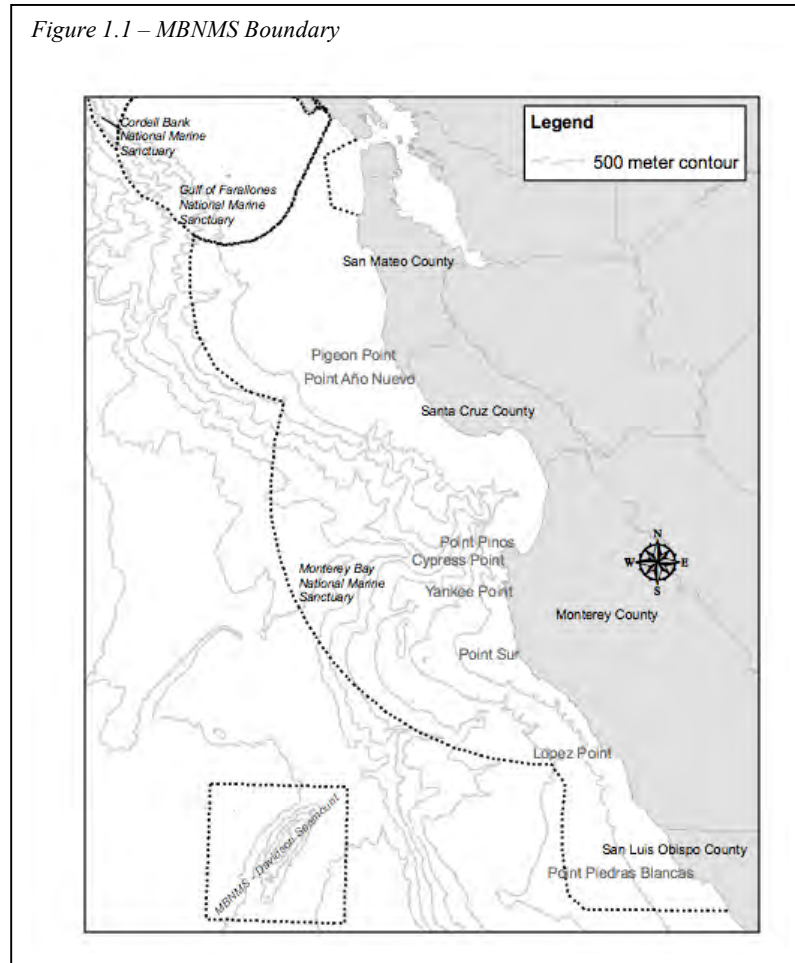 Figure 1.1 – MBNMS Boundary
Legend
500 meter contour
Cordell Bank
National Marine
Sanctuary
Gulf of Farallones
National Marine
Sanctuary
San Mateo County
Pigeon Point
Point Año Nuevo
Santa Cruz County
Point Pinos
Cypress Point
Yankee Point
N
W
E
S
Monterey Bay
National Marine
Sanctuary
Monterey County
Point Sur
Lopez Point
MBNMS - Davidson Seamount
San Luis Obispo County
Point Piedras Blancas